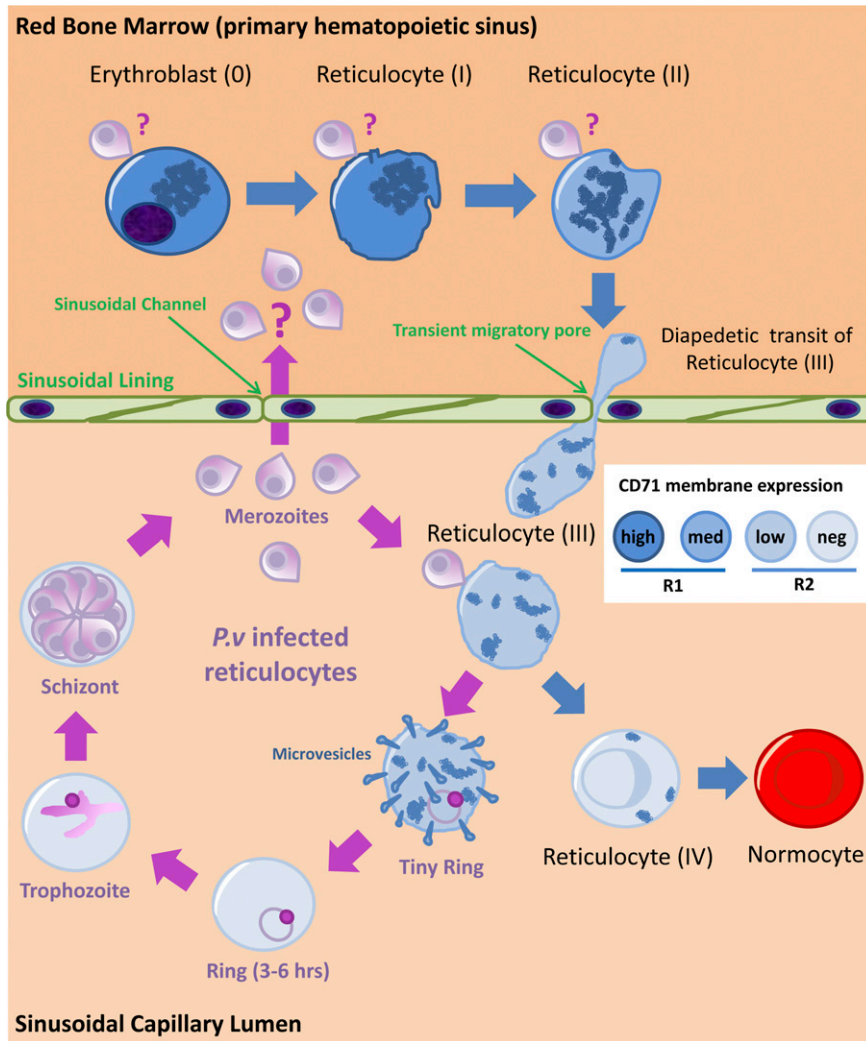 Red Bone Marrow (primary hematopoietic sinus)
Erythroblast (0)
Reticulocyte (I)
Reticulocyte (II)
?
?
?
Sinusoidal Channel
?
Transient migratory pore
Diapedetic transit of
Reticulocyte (III)
Sinusoidal Lining
CD71 membrane expression
high
med
low
neg
R1
R2
Merozoites
Reticulocyte (III)
P.v infected
reticulocytes
Schizont
Microvesicles
Trophozoite
Tiny Ring
Reticulocyte (IV)
Normocyte
Ring (3-6 hrs)
Sinusoidal Capillary Lumen